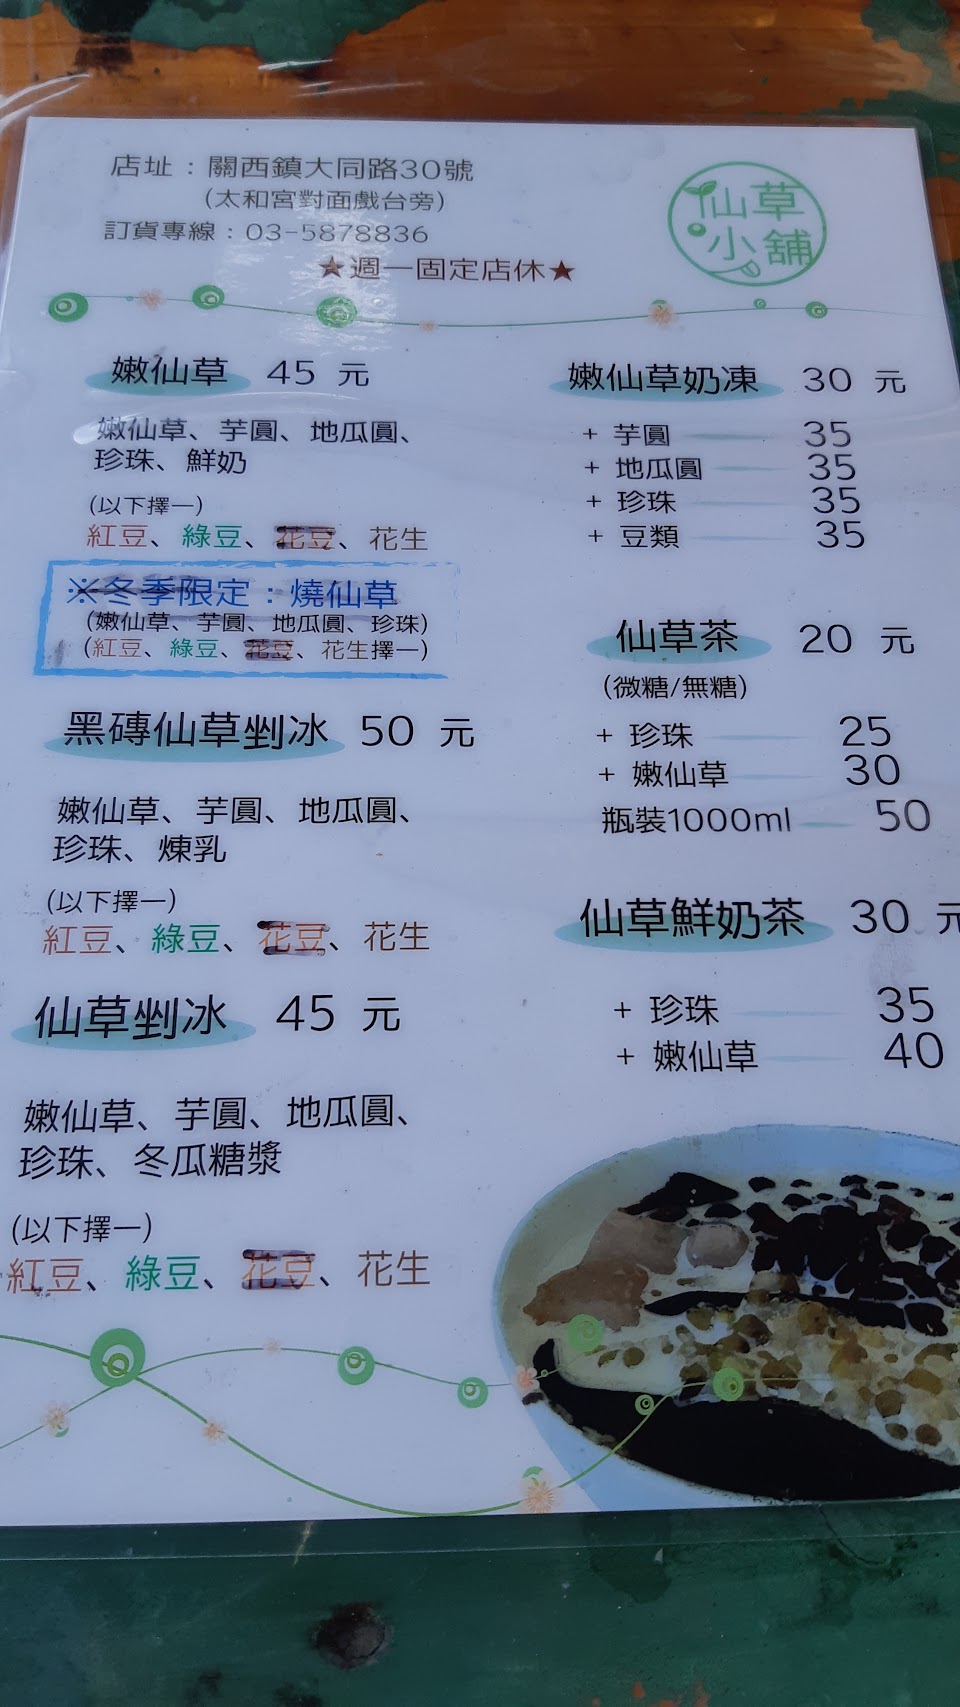 店址：關西鎮大同路30號
(太和宮對面戲台旁)
訂貨專線：03-5878836
★週一固定店休★
仙草
小舖
嫩仙草 45 元
嫩仙草、芋圓、地瓜圓、
珍珠、鮮奶
(以下擇一)
紅豆、綠豆、花豆、花生
※冬季限定：燒仙草
(嫩仙草、芋圓、地瓜圓、珍珠)
(紅豆、綠豆、花豆、花生擇一)
黑磚仙草剉冰 50 元
嫩仙草、芋圓、地瓜圓、
珍珠、煉乳
(以下擇一)
紅豆、綠豆、花豆、花生
仙草剉冰 45 元
嫩仙草、芋圓、地瓜圓、
珍珠、冬瓜糖漿
(以下擇一)
紅豆、綠豆、花豆、花生
嫩仙草奶凍 30 元
+ 芋圓 35
+ 地瓜圓 35
+ 珍珠 35
+ 豆類 35
仙草茶 20 元
(微糖/無糖)
+ 珍珠 25
+ 嫩仙草 30
瓶裝1000ml 50
仙草鮮奶茶 30 元
+ 珍珠 35
+ 嫩仙草 40